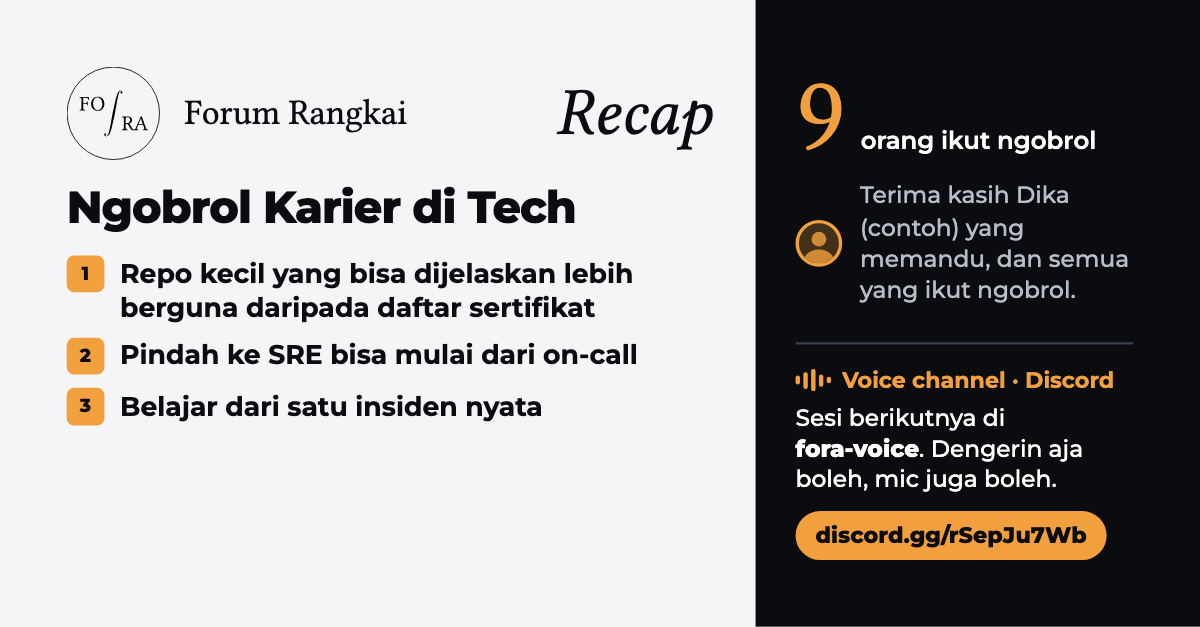 FO
RA
Forum Rangkai
Recap
Ngobrol Karier di Tech
1
Repo kecil yang bisa dijelaskan lebih
berguna daripada daftar sertifikat
2
Pindah ke SRE bisa mulai dari on-call
3
Belajar dari satu insiden nyata
9
orang ikut ngobrol
Terima kasih Dika
(contoh) yang
memandu, dan semua
yang ikut ngobrol.
Voice channel · Discord
Sesi berikutnya di
fora-voice. Dengerin aja
boleh, mic juga boleh.
discord.gg/rSepJu7Wb